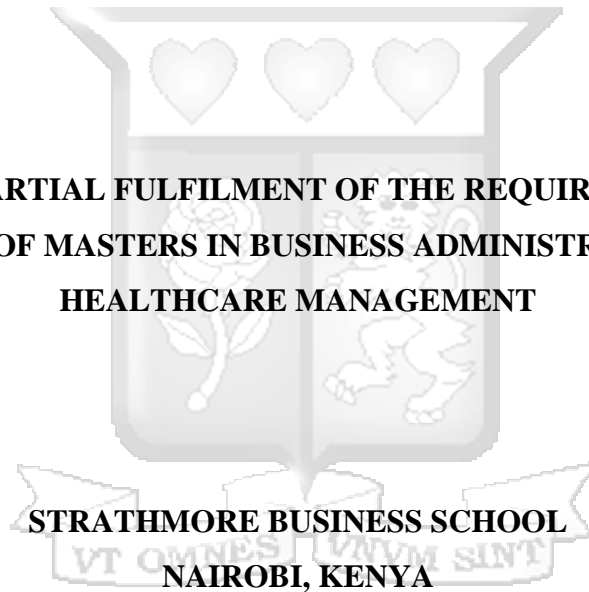 ARTIAL FULFILMENT OF THE REQUIR
OF MASTERS IN BUSINESS ADMINISTR
HEALTHCARE MANAGEMENT
STRATHMORE BUSINESS SCHOOL
VT OMNES VNVM SINT
NAIROBI, KENYA